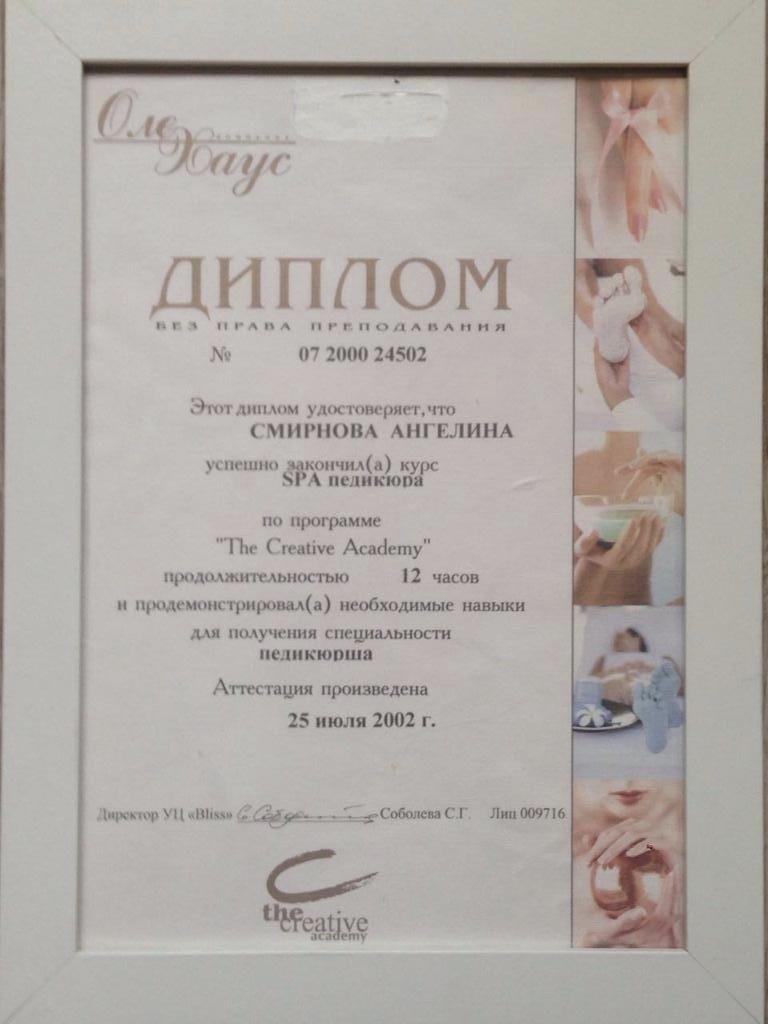 Оле
компания
Хаус
ДИПЛОМ
БЕЗ ПРАВА ПРЕПОДАВАНИЯ
№ 07 2000 24502
Этот диплом удостоверяет, что
СМИРНОВА АНГЕЛИНА
успешно закончил(а) курс
SPA педикюра
по программе
"The Creative Academy"
продолжительностью 12 часов
и продемонстрировал(а) необходимые навыки
для получения специальности
педикюрша
Аттестация произведена
25 июля 2002 г.
Директор УЦ «Bliss» Соболева С.Г. Лиц 009716
the
creative
academy